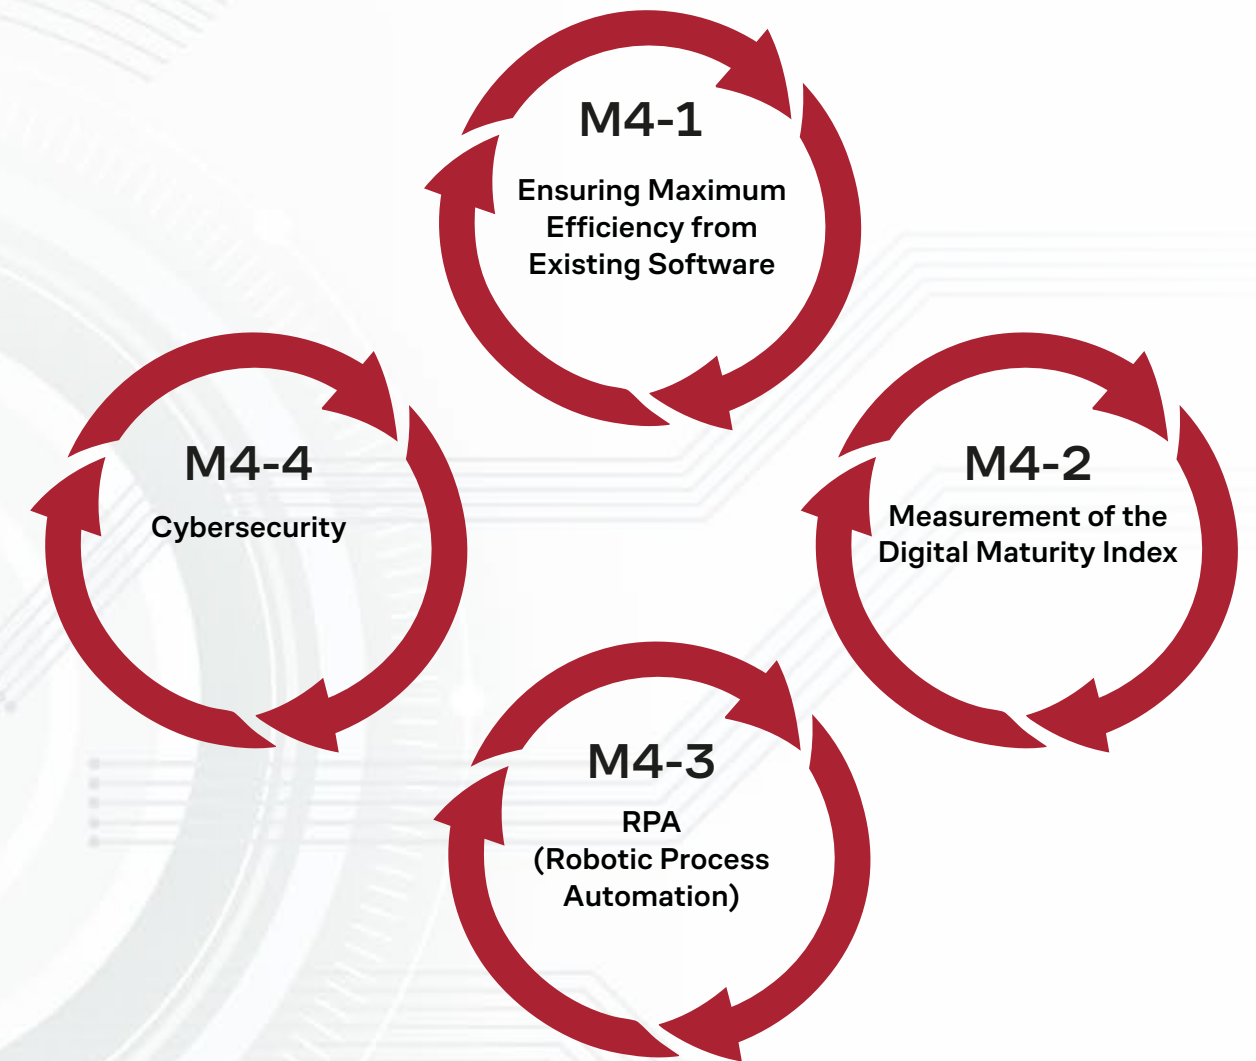 M4-1
Ensuring Maximum
Efficiency from
Existing Software
M4-4
Cybersecurity
M4-2
Measurement of the
Digital Maturity Index
M4-3
RPA
(Robotic Process
Automation)